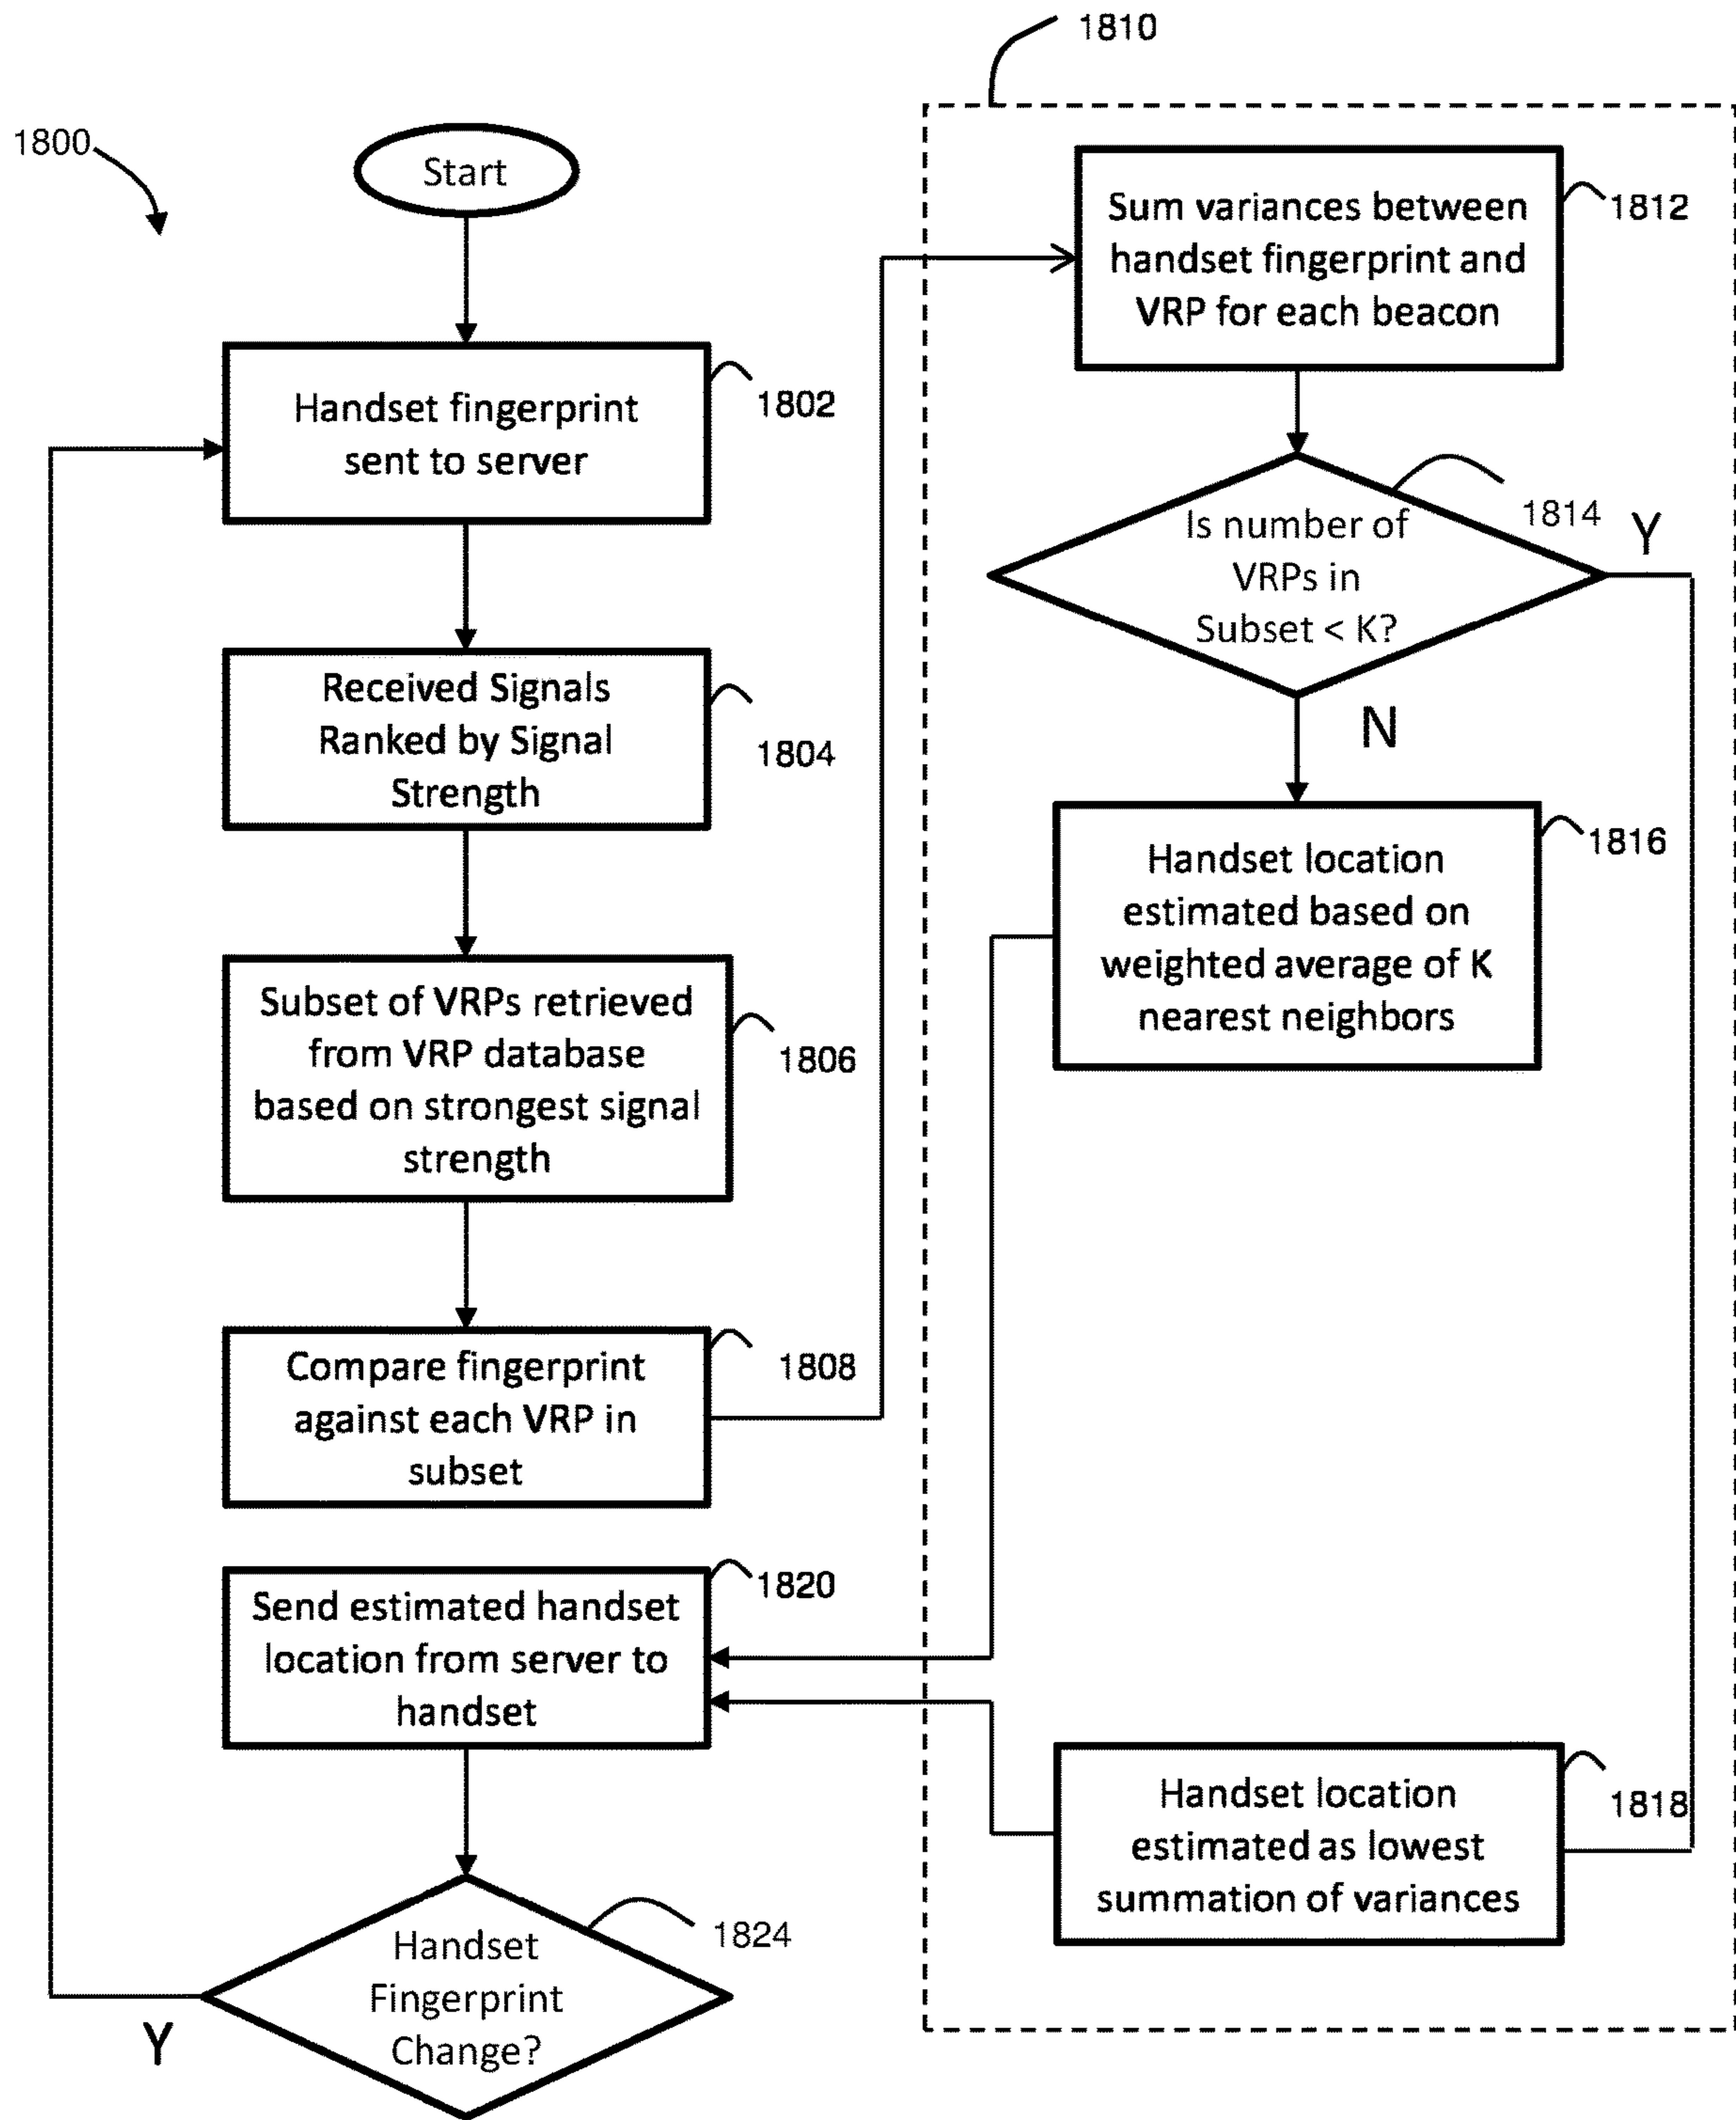 1800
Start
Handset fingerprint
sent to server
1802
Received Signals
Ranked by Signal
Strength
1804
Subset of VRPs retrieved
from VRP database
based on strongest signal
strength
1806
Compare fingerprint
against each VRP in
subset
1808
1810
Sum variances between
handset fingerprint and
VRP for each beacon
1812
Is number of
VRPs in
Subset < K?
1814
Y
N
Handset location
estimated based on
weighted average of K
nearest neighbors
1816
Handset location
estimated as lowest
summation of variances
1818
Send estimated handset
location from server to
handset
1820
Handset
Fingerprint
Change?
1824
Y